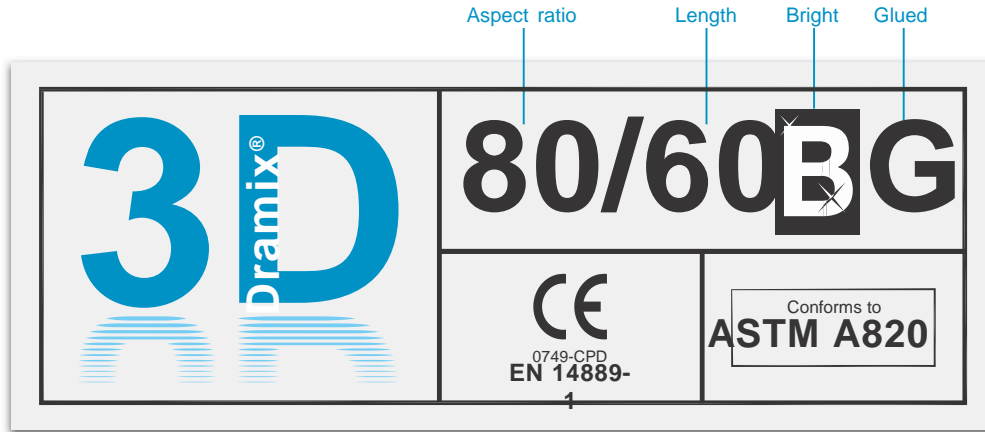 Aspect ratio Length Bright Glued
3D Dramix®
80/60BG
CE
0749-CPD
EN 14889-
1
Conforms to
ASTM A820